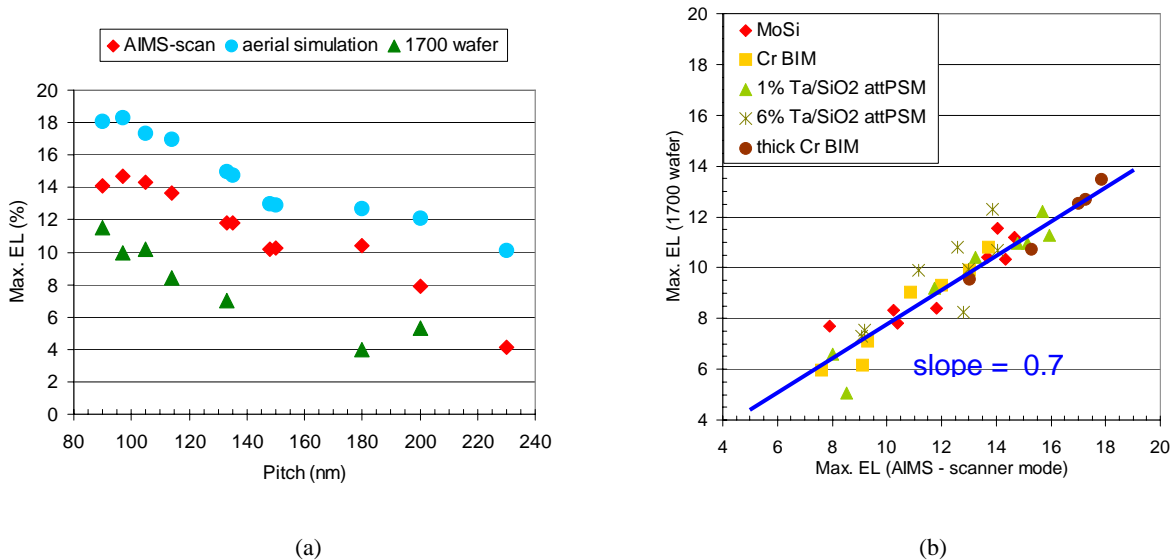 AIMS-scan aerial simulation 1700 wafer
Max. EL (%)
20
18
16
14
12
10
8
6
4
2
0
80 100 120 140 160 180 200 220 240
Pitch (nm)
(a)
MoSi
Cr BIM
1% Ta/SiO2 attPSM
6% Ta/SiO2 attPSM
thick Cr BIM
Max. EL (1700 wafer)
20
18
16
14
12
10
8
6
4
slope = 0.7
4 6 8 10 12 14 16 18 20
Max. EL (AIMS - scanner mode)
(b)